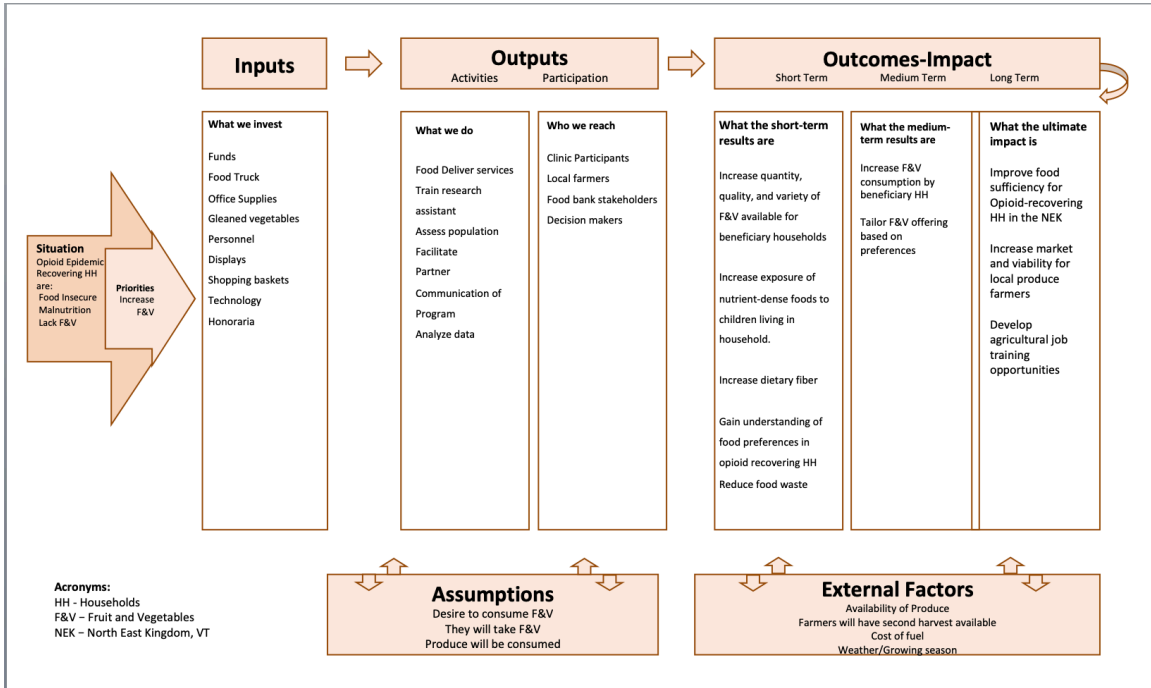 Inputs
Outputs
Activities
Participation
Outcomes-Impact
Short Term
Medium Term
Long Term
Situation
Opioid Epidemic
Recovering HH
are:
Food Insecure
Malnutrition
Lack F&V
Priorities
Increase
F&V
What we invest
Funds
Food Truck
Office Supplies
Gleaned vegetables
Personnel
Displays
Shopping baskets
Technology
Honoraria
What we do
Food Deliver services
Train research
assistant
Assess population
Facilitate
Partner
Communication of
Program
Analyze data
Who we reach
Clinic Participants
Local farmers
Food bank stakeholders
Decision makers
What the short-term
results are
Increase quantity,
quality, and variety of
F&V available for
beneficiary households
Increase exposure of
nutrient-dense foods to
children living in
household.
Increase dietary fiber
Gain understanding of
food preferences in
opioid recovering HH
Reduce food waste
What the medium-
term results are
Increase F&V
consumption by
beneficiary HH
Tailor F&V offering
based on
preferences
What the ultimate
impact is
Improve food
sufficiency for
Opioid-recovering
HH in the NEK
Increase market
and viability for
local produce
farmers
Develop
agricultural job
training
opportunities
Acronyms:
HH - Households
F&V – Fruit and Vegetables
NEK – North East Kingdom, VT
Assumptions
Desire to consume F&V
They will take F&V
Produce will be consumed
External Factors
Availability of Produce
Farmers will have second harvest available
Cost of fuel
Weather/Growing season